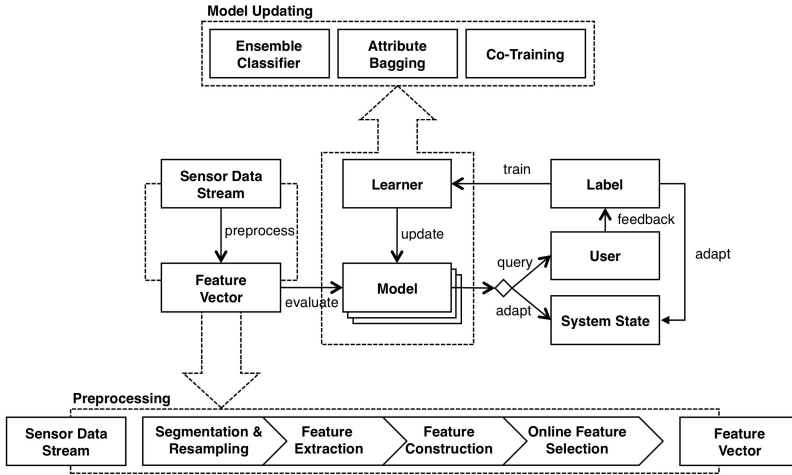 Model Updating
Ensemble
Classifier
Attribute
Bagging
Co-Training
Sensor Data
Stream
Learner
train
Label
preprocess
update
feedback
User
query
adapt
Feature
Vector
evaluate
Model
adapt
System State
Preprocessing
Sensor Data
Stream
Segmentation &
Resampling
Feature
Extraction
Feature
Construction
Online Feature
Selection
Feature
Vector